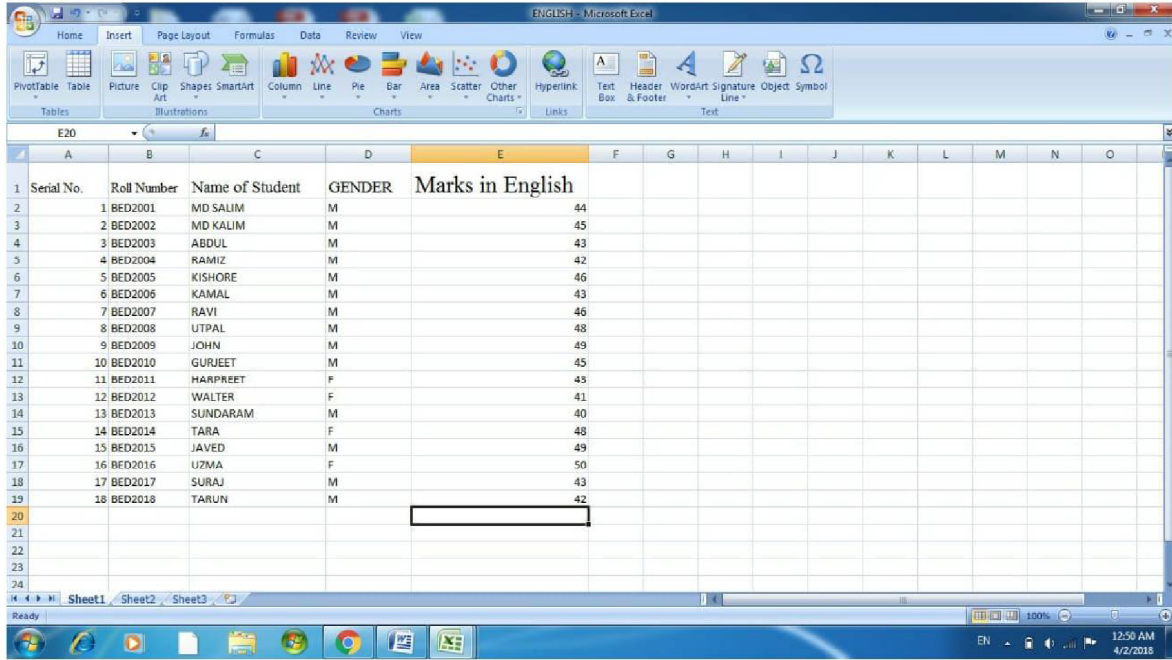 ENGLISH - Microsoft Excel
Home Insert Page Layout Formulas Data Review View
PivotTable Table Picture Clip Art Shapes SmartArt Column Line Pie Bar Area Scatter Other Charts Hyperlink Text Box Header & Footer WordArt Signature Line Object Symbol
Tables Illustrations Charts Links Text
E20 fx
A B C D E F G H I J K L M N O
1 Serial No. Roll Number Name of Student GENDER Marks in English
2 1 BED2001 MD SALIM M 44
3 2 BED2002 MD KALIM M 45
4 3 BED2003 ABDUL M 43
5 4 BED2004 RAMIZ M 42
6 5 BED2005 KISHORE M 46
7 6 BED2006 KAMAL M 43
8 7 BED2007 RAVI M 46
9 8 BED2008 UTPAL M 48
10 9 BED2009 JOHN M 49
11 10 BED2010 GURJEET M 45
12 11 BED2011 HARPREET F 43
13 12 BED2012 WALTER F 41
14 13 BED2013 SUNDARAM M 40
15 14 BED2014 TARA F 48
16 15 BED2015 JAVED M 49
17 16 BED2016 UZMA F 50
18 17 BED2017 SURAJ M 43
19 18 BED2018 TARUN M 42
20
21
22
23
24
Sheet1 Sheet2 Sheet3
Ready 100%
EN 12:50 AM
4/2/2018